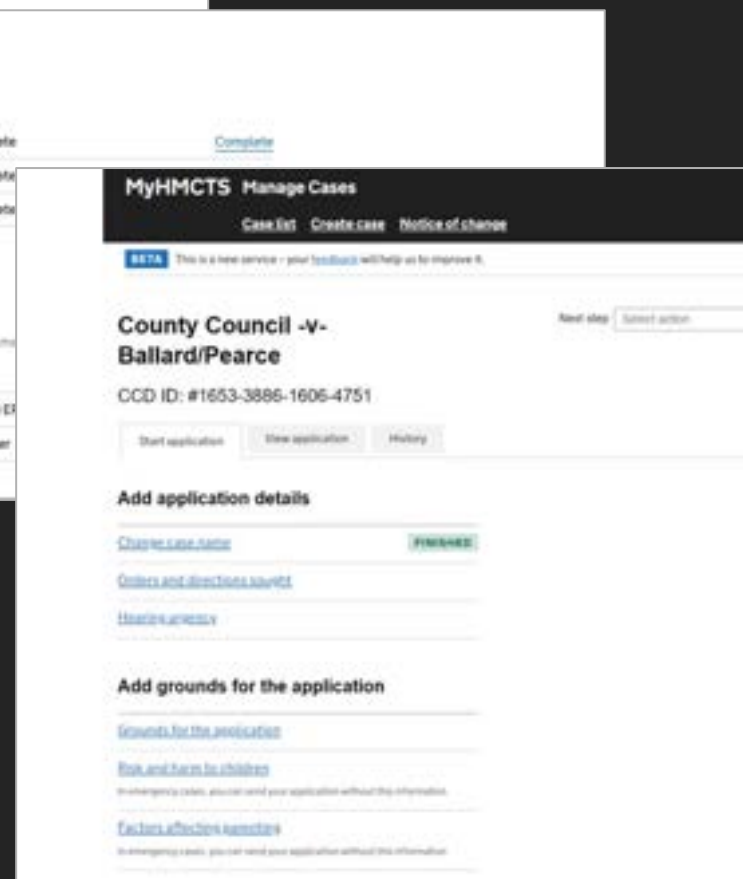 Complete
MyHMCTS Manage Cases
Case list Create case Notice of change
BETA This is a new service – your feedback will help us to improve it.
County Council -v-
Ballard/Pearce
Next step Select action
CCD ID: #1653-3886-1606-4751
Start application View application History
Add application details
Change case name FINISHED
Orders and directions sought
Hearing urgency
Add grounds for the application
Grounds for the application
Risk and harm to children
In emergency cases, you can send your application without this information
Factors affecting parenting
In emergency cases, you can send your application without this information